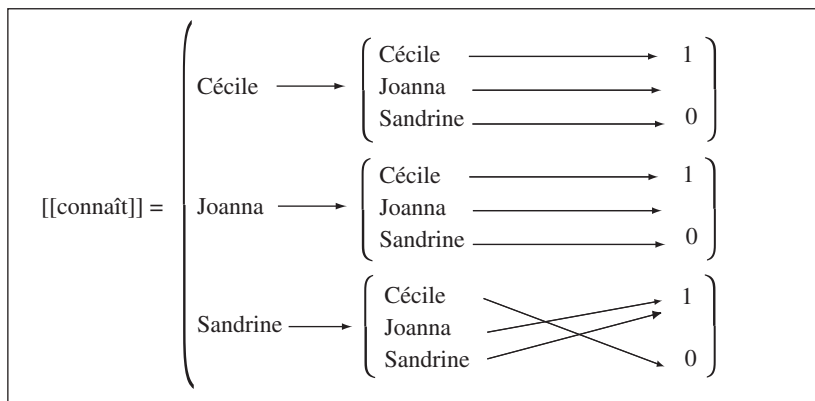 Cécile 1
Joanna
Cécile
Sandrine 0
Cécile 1
[[connaît]] = Joanna Joanna
Sandrine 0
Cécile 1
Sandrine Joanna
Sandrine 0